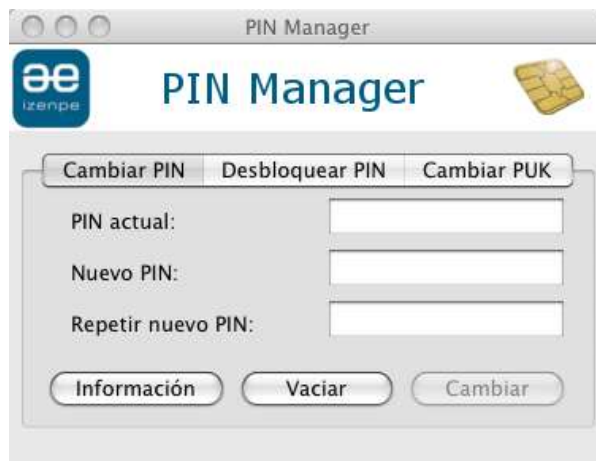 PIN Manager
ae
izenpe
PIN Manager
Cambiar PIN Desbloquear PIN Cambiar PUK
PIN actual:
Nuevo PIN:
Repetir nuevo PIN:
Información Vaciar Cambiar